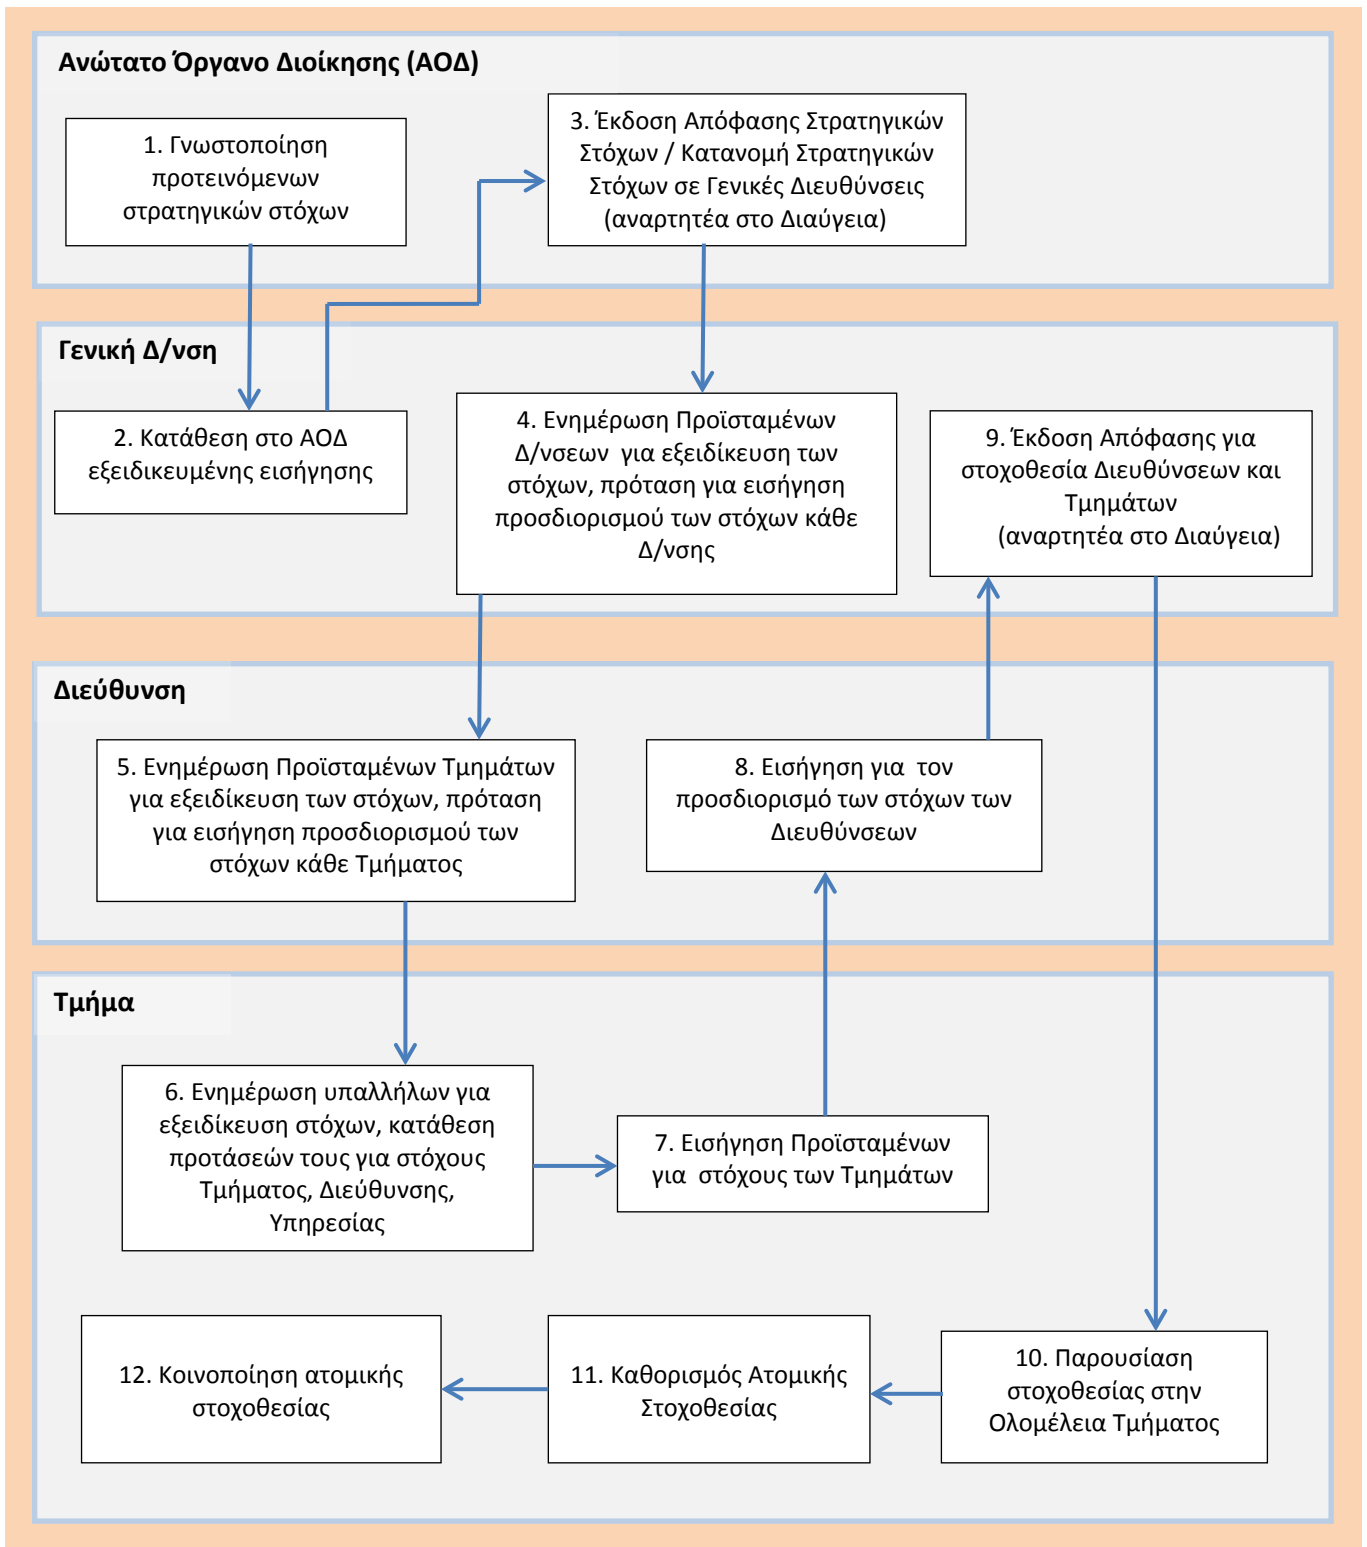 Ανώτατο Όργανο Διοίκησης (ΑΟΔ)
1. Γνωστοποίηση
προτεινόμενων
στρατηγικών στόχων
3. Έκδοση Απόφασης Στρατηγικών
Στόχων / Κατανομή Στρατηγικών
Στόχων σε Γενικές Διευθύνσεις
(αναρτητέα στο Διαύγεια)
Γενική Δ/νση
2. Κατάθεση στο ΑΟΔ
εξειδικευμένης εισήγησης
4. Ενημέρωση Προϊσταμένων
Δ/νσεων για εξειδίκευση των
στόχων, πρόταση για εισήγηση
προσδιορισμού των στόχων κάθε
Δ/νσης
9. Έκδοση Απόφασης για
στοχοθεσία Διευθύνσεων και
Τμημάτων
(αναρτητέα στο Διαύγεια)
Διεύθυνση
5. Ενημέρωση Προϊσταμένων Τμημάτων
για εξειδίκευση των στόχων, πρόταση
για εισήγηση προσδιορισμού των
στόχων κάθε Τμήματος
8. Εισήγηση για τον
προσδιορισμό των στόχων των
Διευθύνσεων
Τμήμα
6. Ενημέρωση υπαλλήλων για
εξειδίκευση στόχων, κατάθεση
προτάσεών τους για στόχους
Τμήματος, Διεύθυνσης,
Υπηρεσίας
7. Εισήγηση Προϊσταμένων
για στόχους των Τμημάτων
12. Κοινοποίηση ατομικής
στοχοθεσίας
11. Καθορισμός Ατομικής
Στοχοθεσίας
10. Παρουσίαση
στοχοθεσίας στην
Ολομέλεια Τμήματος